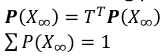 𝑷(X∞) = Tᵀ𝑷(X∞)
∑ P(X∞) = 1